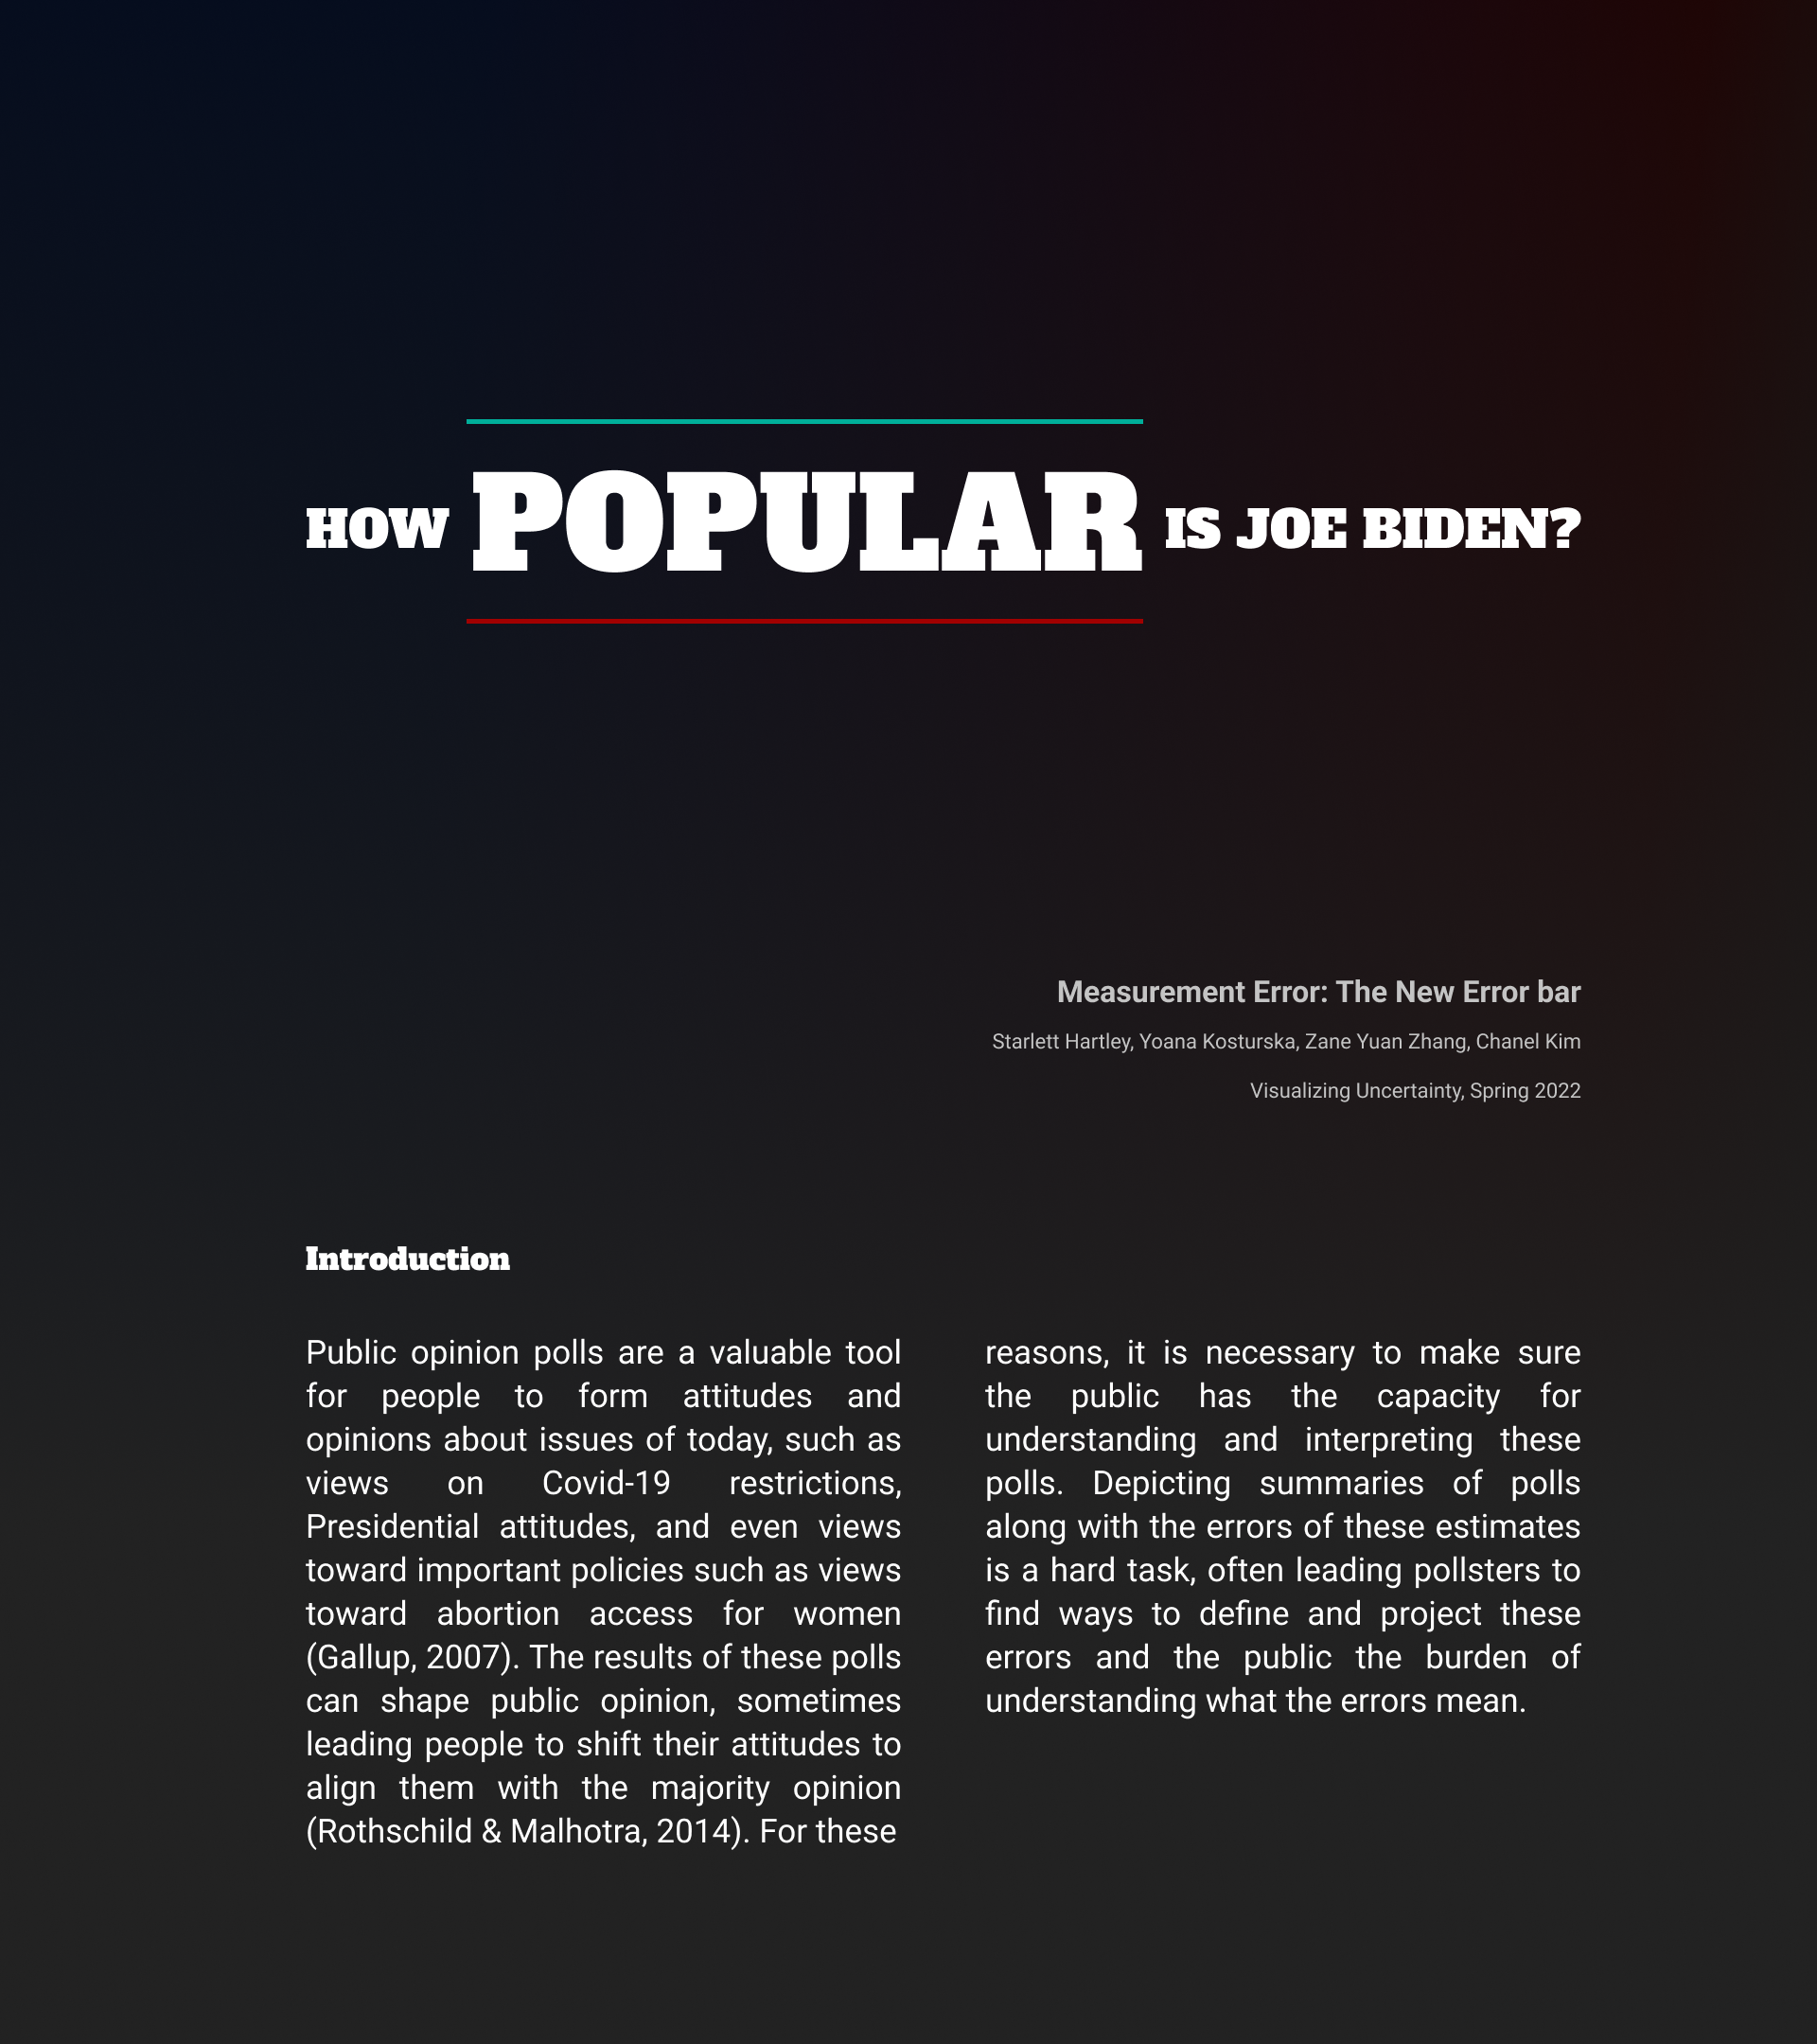 HOW POPULAR IS JOE BIDEN?
Measurement Error: The New Error bar
Starlett Hartley, Yoana Kosturska, Zane Yuan Zhang, Chanel Kim
Visualizing Uncertainty, Spring 2022
Introduction
Public opinion polls are a valuable tool
for people to form attitudes and
opinions about issues of today, such as
views on Covid-19 restrictions,
Presidential attitudes, and even views
toward important policies such as views
toward abortion access for women
(Gallup, 2007). The results of these polls
can shape public opinion, sometimes
leading people to shift their attitudes to
align them with the majority opinion
(Rothschild & Malhotra, 2014). For these
reasons, it is necessary to make sure
the public has the capacity for
understanding and interpreting these
polls. Depicting summaries of polls
along with the errors of these estimates
is a hard task, often leading pollsters to
find ways to define and project these
errors and the public the burden of
understanding what the errors mean.